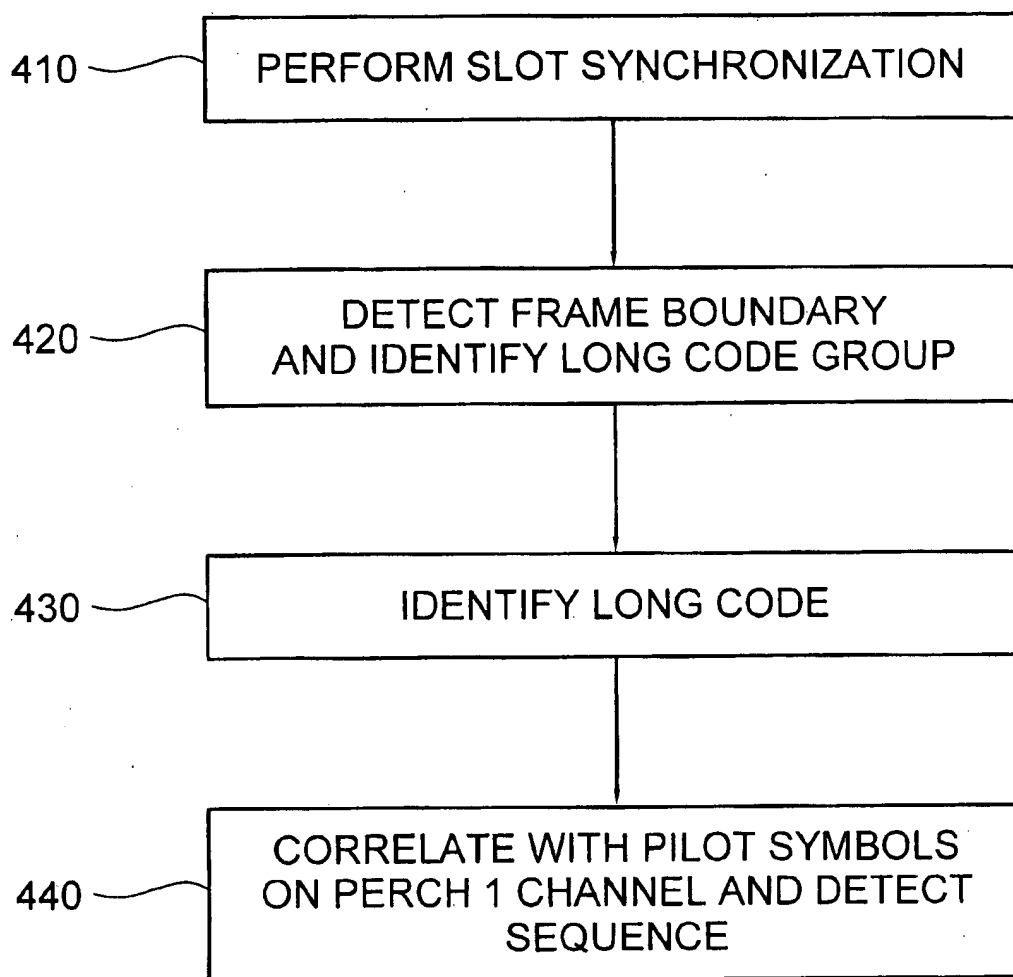 410
PERFORM SLOT SYNCHRONIZATION
420
DETECT FRAME BOUNDARY
AND IDENTIFY LONG CODE GROUP
430
IDENTIFY LONG CODE
440
CORRELATE WITH PILOT SYMBOLS
ON PERCH 1 CHANNEL AND DETECT
SEQUENCE